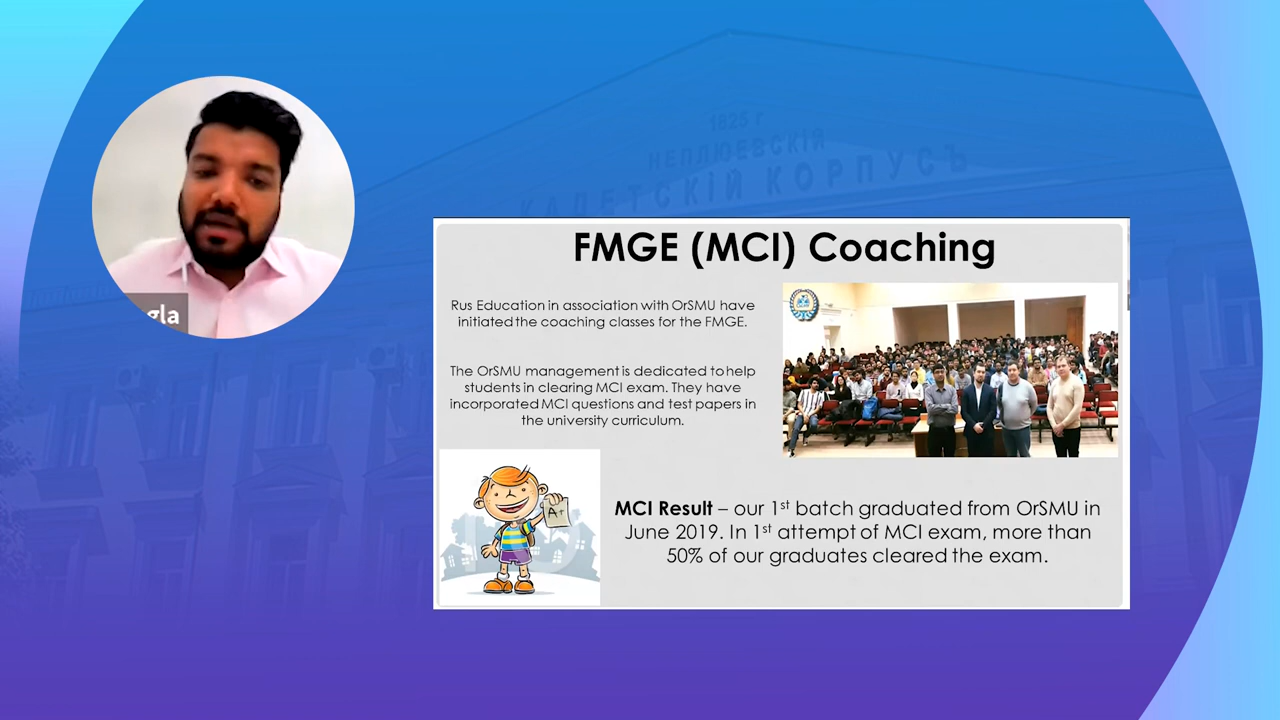 1825 г
НЕПЛЮЕВСКIЙ
КАДЕТСКIЙ КОРПУСЪ
gla
FMGE (MCI) Coaching
Rus Education in association with OrSMU have
initiated the coaching classes for the FMGE.
The OrSMU management is dedicated to help
students in clearing MCI exam. They have
incorporated MCI questions and test papers in
the university curriculum.
A+
MCI Result – our 1st batch graduated from OrSMU in
June 2019. In 1st attempt of MCI exam, more than
50% of our graduates cleared the exam.